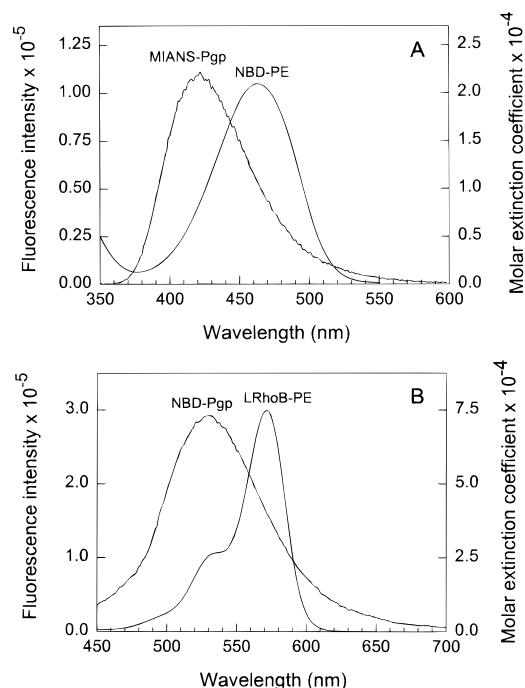 A
MIANS-Pgp
NBD-PE
Fluorescence intensity x 10-5
1.25
1.00
0.75
0.50
0.25
0.00
Molar extinction coefficient x 10-4
2.5
2.0
1.5
1.0
0.5
0.0
350 400 450 500 550 600
Wavelength (nm)
B
NBD-Pgp
LRhoB-PE
Fluorescence intensity x 10-5
3.0
2.0
1.0
0.0
Molar extinction coefficient x 10-4
7.5
5.0
2.5
0.0
450 500 550 600 650 700
Wavelength (nm)